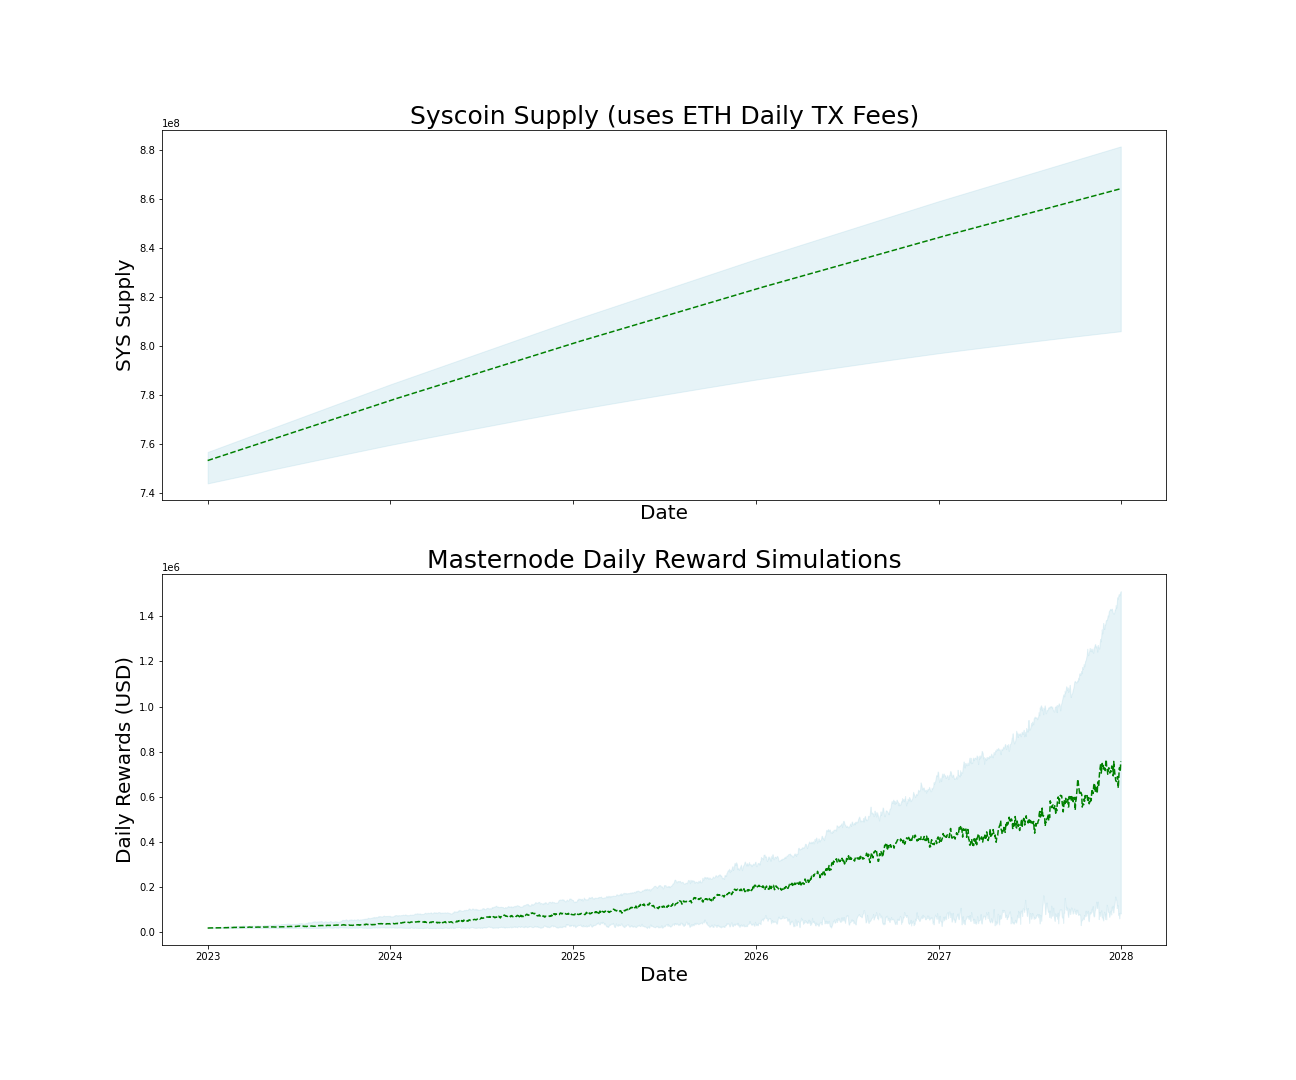 Syscoin Supply (uses ETH Daily TX Fees)
1e8
8.8
8.6
8.4
8.2
8.0
7.8
7.6
7.4
SYS Supply
Date
Masternode Daily Reward Simulations
1e6
1.4
1.2
1.0
0.8
0.6
0.4
0.2
0.0
Daily Rewards (USD)
2023 2024 2025 2026 2027 2028
Date